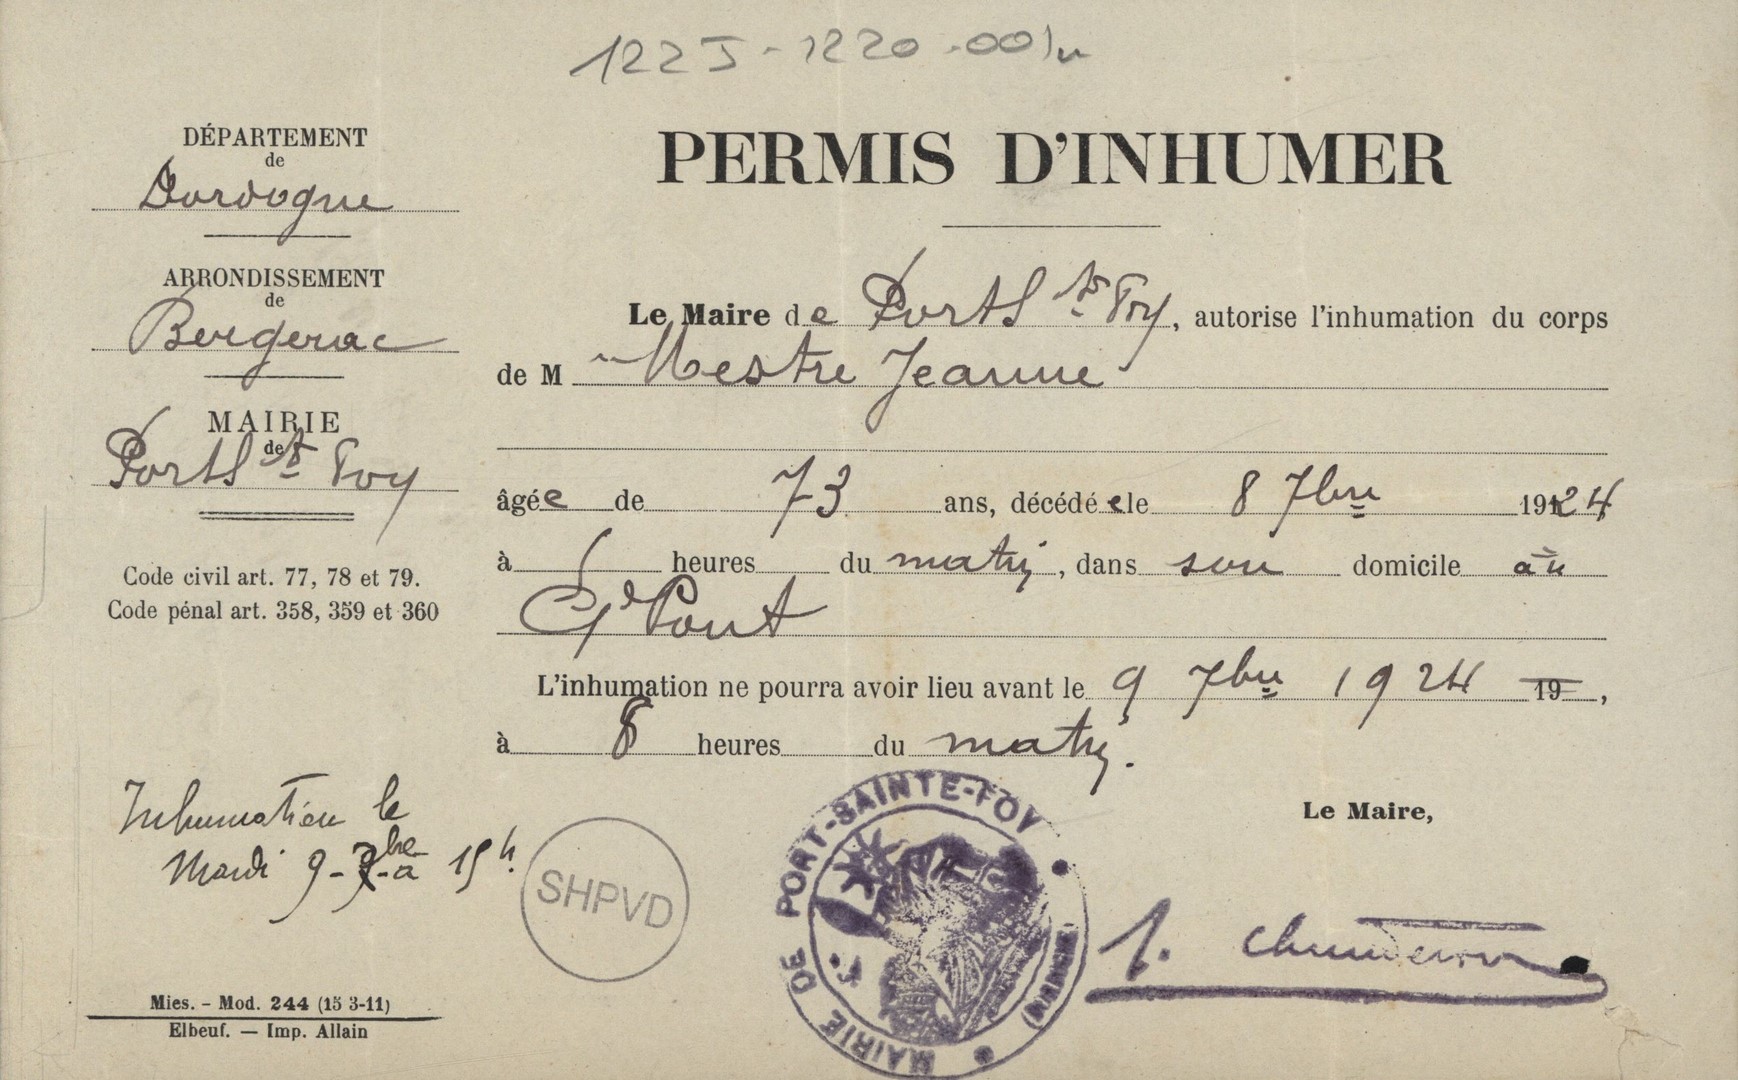 122J-1220-001
DÉPARTEMENT
de
Dordogne
ARRONDISSEMENT
de
Bergerac
MAIRIE
de
Port Ste Foy
Code civil art. 77, 78 et 79.
Code pénal art. 358, 359 et 360
PERMIS D'INHUMER
Le Maire de Port Ste Foy, autorise l'inhumation du corps
de M Mestre Jeanne
âgée de 73 ans, décédée le 8 7bre 1924
à heures du matin, dans son domicile au
Gd Pont
L'inhumation ne pourra avoir lieu avant le 9 7bre 1924 19 ,
à 8 heures du matin.
Le Maire,
Inhumation le
Mardi 9-7bre à 15h
SHPVD
MAIRIE DE PORT-SAINTE-FOY
Mies. - Mod. 244 (15 3-11)
Elbeuf. — Imp. Allain